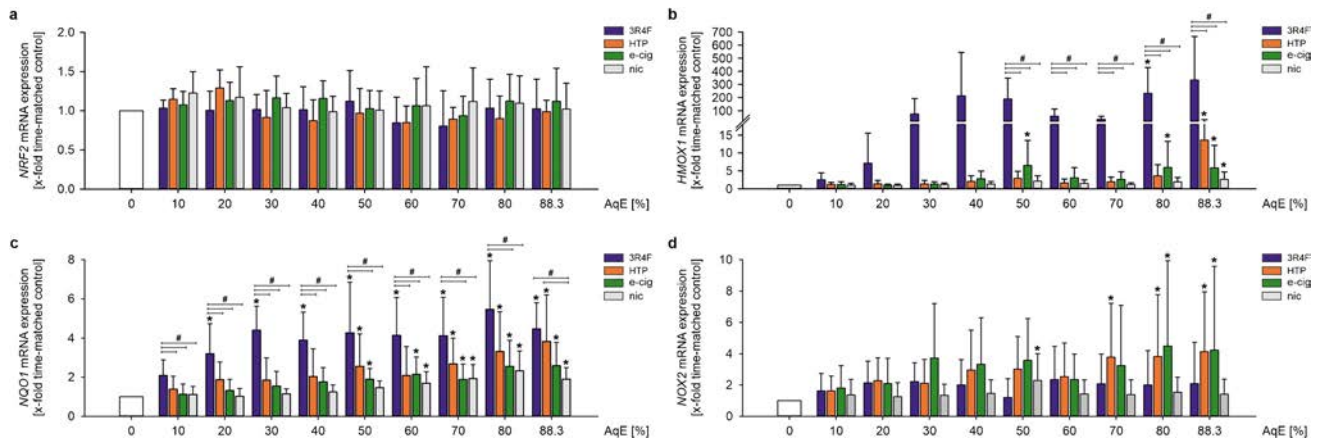 a
NRF2 mRNA expression
[x-fold time-matched control]
2.0
1.5
1.0
0.5
0.0
3R4F
HTP
e-cig
nic
0 10 20 30 40 50 60 70 80 88.3 AqE [%]
b
HMOX1 mRNA expression
[x-fold time-matched control]
700
600
500
400
300
200
100
15
10
5
0
# # # # #
* * * * * * *
3R4F
HTP
e-cig
nic
0 10 20 30 40 50 60 70 80 88.3 AqE [%]
c
NQO1 mRNA expression
[x-fold time-matched control]
8
6
4
2
0
# # # # # # # # #
* * * * * * * * * * * * * * * * * * * * * *
3R4F
HTP
e-cig
nic
0 10 20 30 40 50 60 70 80 88.3 AqE [%]
d
NOX2 mRNA expression
[x-fold time-matched control]
10
8
6
4
2
0
* * * * * *
3R4F
HTP
e-cig
nic
0 10 20 30 40 50 60 70 80 88.3 AqE [%]